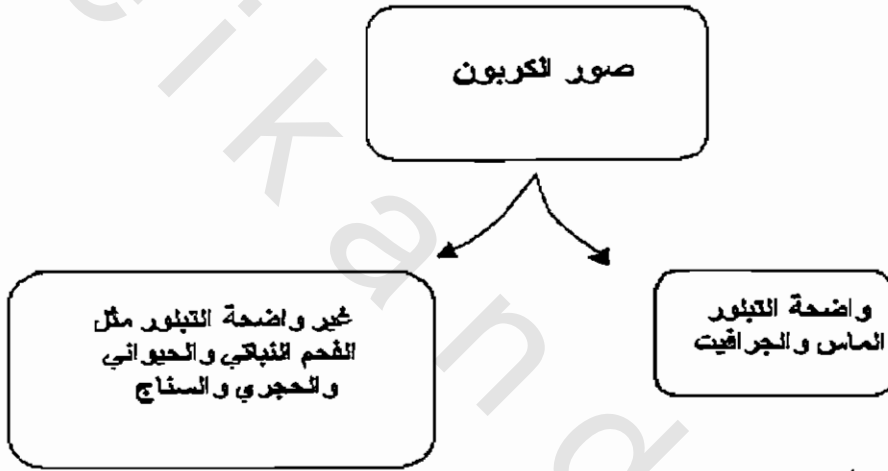 صور الكربون
واضحة التبلور
الماس والجرافيت
غير واضحة التبلور مثل
الفحم النباتي والحيواني
والحجري والسناج